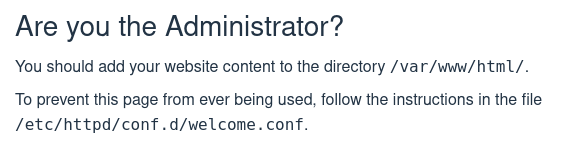 Are you the Administrator?
You should add your website content to the directory /var/www/html/.
To prevent this page from ever being used, follow the instructions in the file
/etc/httpd/conf.d/welcome.conf.